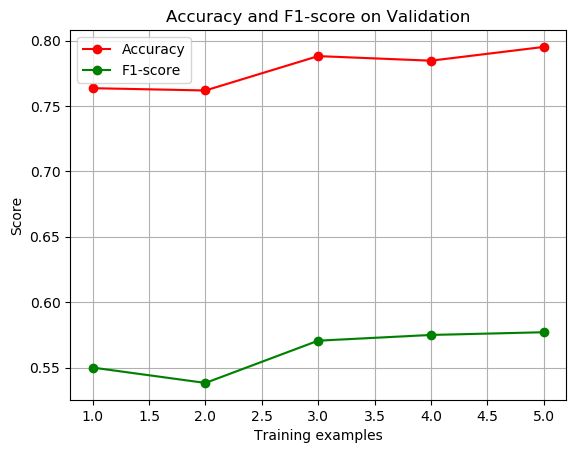 Accuracy and F1-score on Validation
Accuracy
F1-score
0.80
0.75
0.70
0.65
0.60
0.55
Score
1.0 1.5 2.0 2.5 3.0 3.5 4.0 4.5 5.0
Training examples